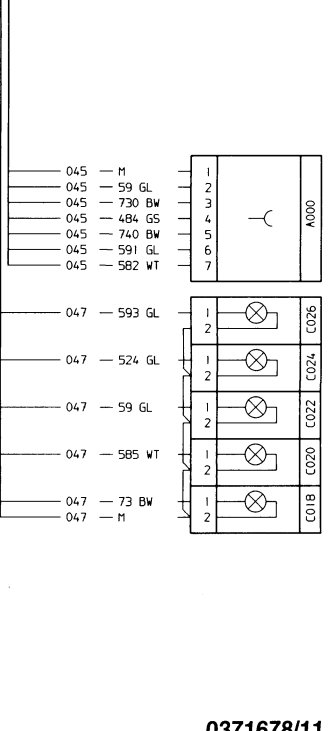 045 M 1
045 59 GL 2
045 730 BW 3
045 484 GS 4
045 740 BW 5
045 591 GL 6
045 582 WT 7
A000
047 593 GL 1
2
C026
047 524 GL 1
2
C024
047 59 GL 1
2
C022
047 585 WT 1
2
C020
047 73 BW 1
047 M 2
C018
0371678/11